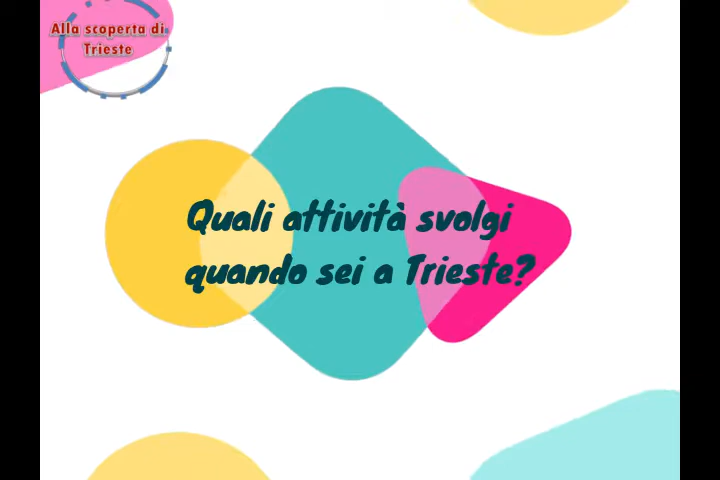 Alla scoperta di
Trieste
Quali attività svolgi
quando sei a Trieste?